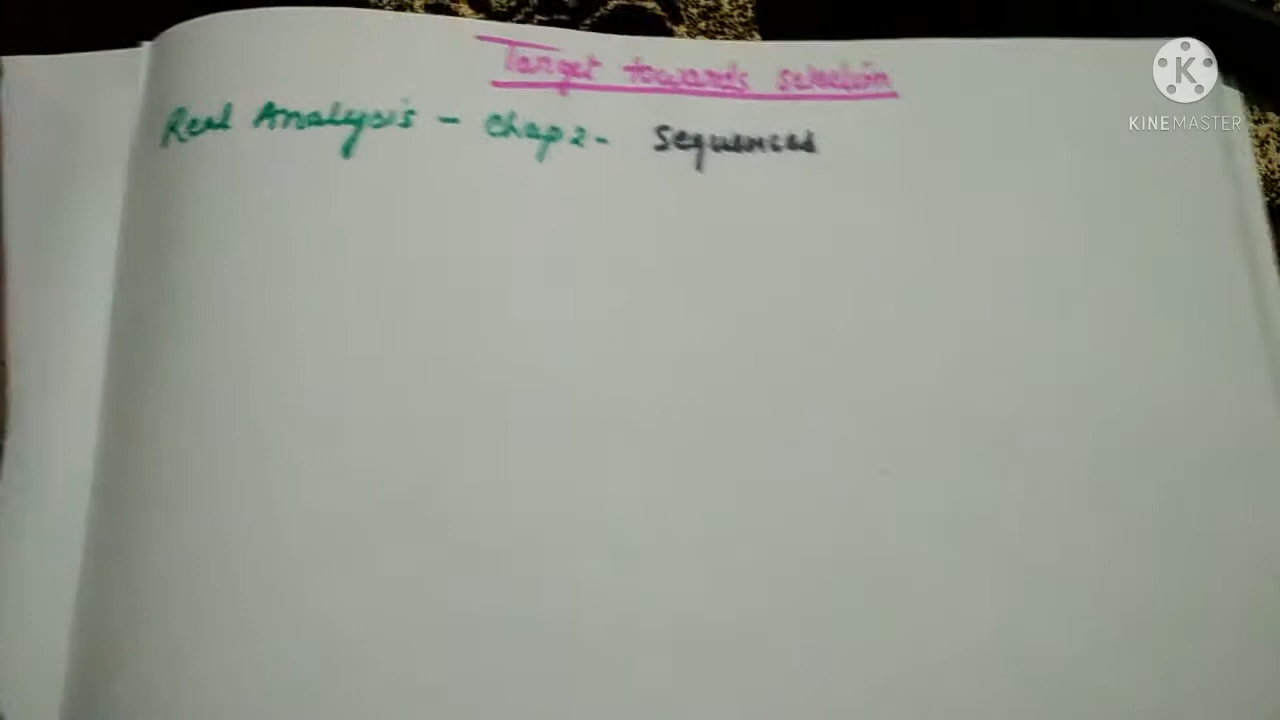 Target towards selection
Real Analysis - Chap 2 - Sequences
K
KINEMASTER